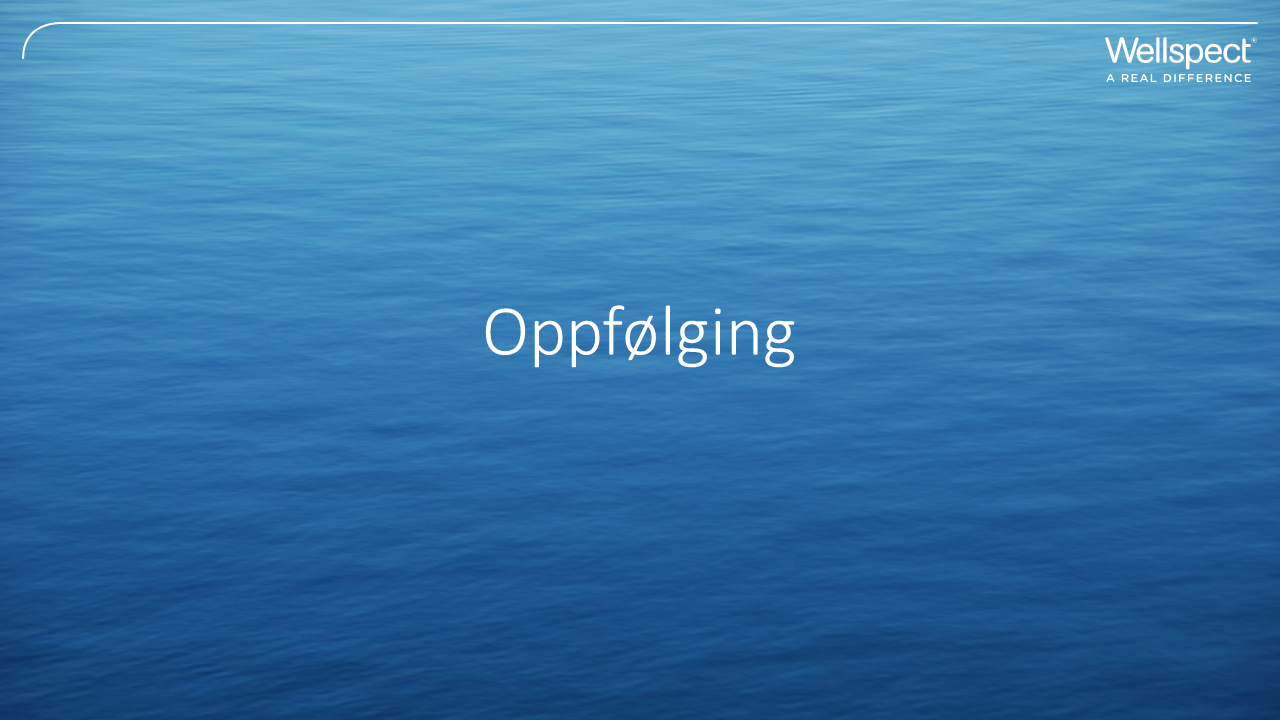 Wellspect®
A REAL DIFFERENCE
Oppfølging